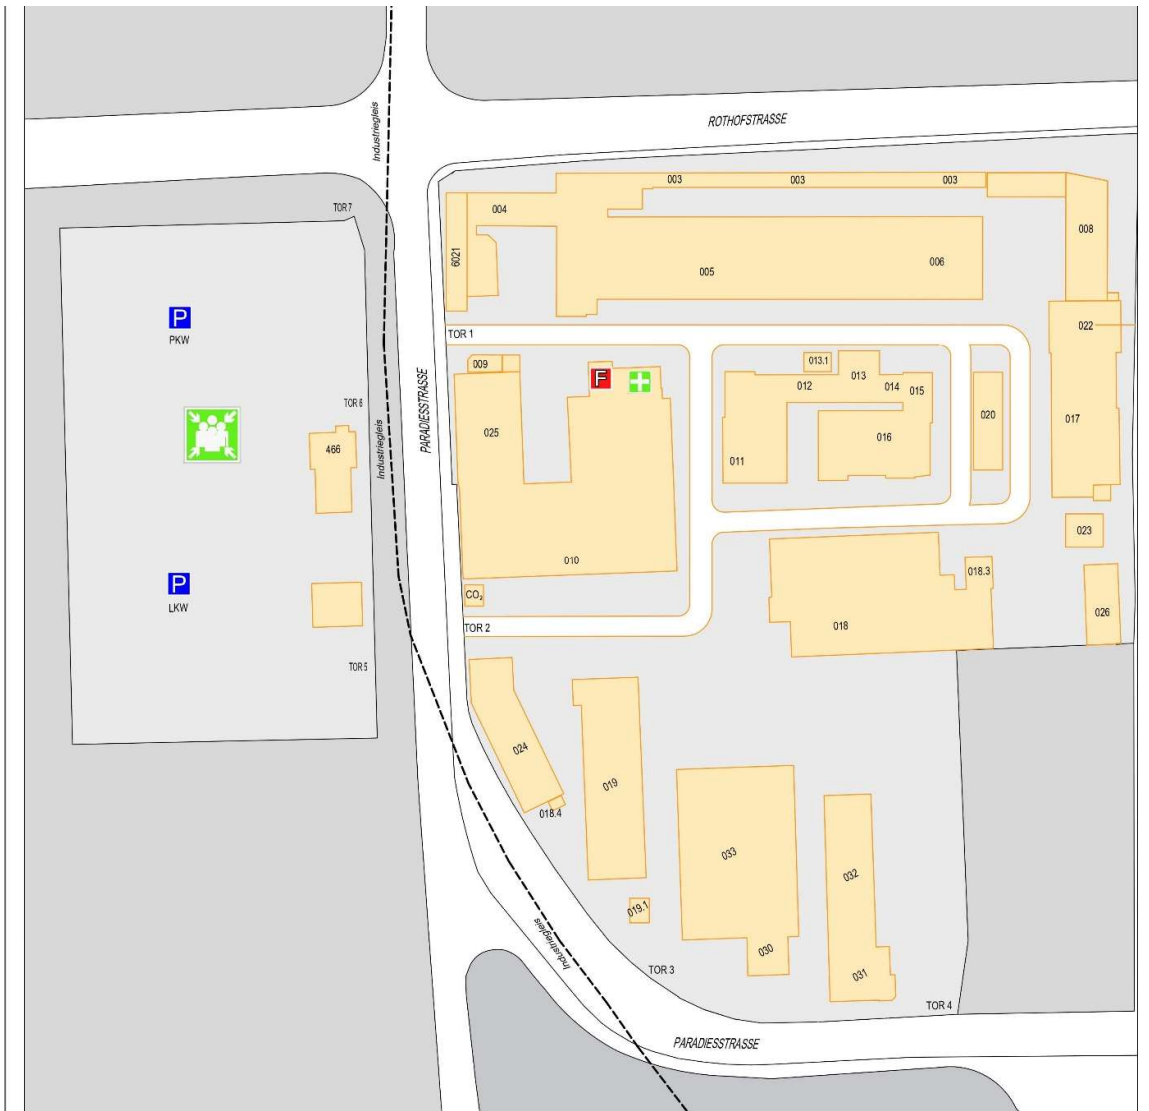 Industriegleis
ROTHOFSTRASSE
003
003
003
TOR 7
004
008
6021
005
006
P
PKW
TOR 1
022
PARADIESSTRASSE
009
F
013.1
013
012
014
015
TOR 6
Industriegleis
025
020
017
466
011
016
023
010
018.3
P
LKW
CO2
TOR 2
018
026
TOR 5
024
019
018.4
033
032
019.1
Industriegleis
030
TOR 3
031
TOR 4
PARADIESSTRASSE